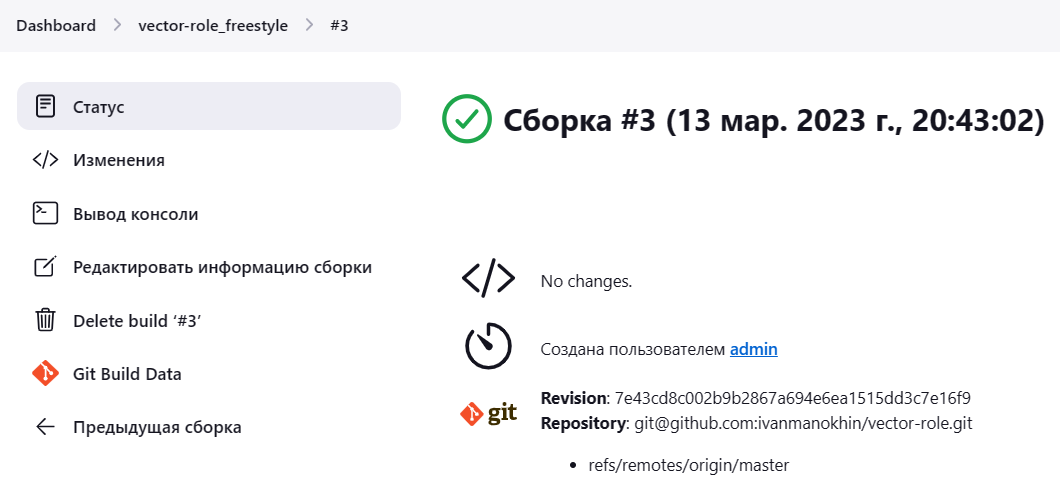 Dashboard > vector-role_freestyle > #3
Статус
Изменения
Вывод консоли
Редактировать информацию сборки
Delete build ‘#3’
Git Build Data
Предыдущая сборка
Сборка #3 (13 мар. 2023 г., 20:43:02)
No changes.
Создана пользователем admin
git
Revision: 7e43cd8c002b9b2867a694e6ea1515dd3c7e16f9
Repository: git@github.com:ivanmanokhin/vector-role.git
• refs/remotes/origin/master